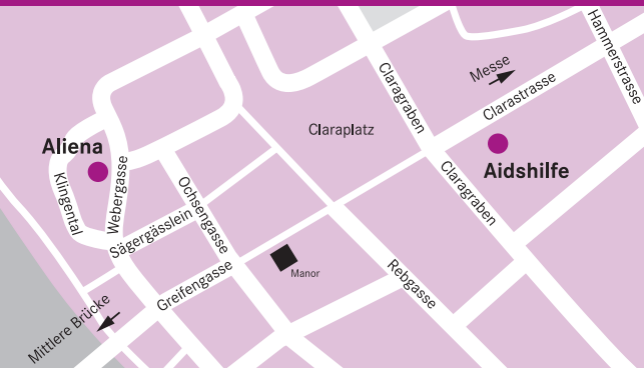 Hammerstrasse
Messe
Claragraben
Clarastrasse
Claraplatz
Aliena
Aidshilfe
Klingental
Webergasse
Ochsengasse
Claragraben
Sägergässlein
Greifengasse
Manor
Rebgasse
Mittlere Brücke